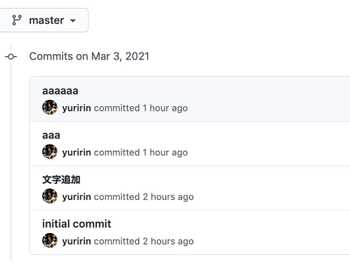 master
Commits on Mar 3, 2021
aaaaaa
yuririn committed 1 hour ago
aaa
yuririn committed 1 hour ago
文字追加
yuririn committed 2 hours ago
initial commit
yuririn committed 2 hours ago